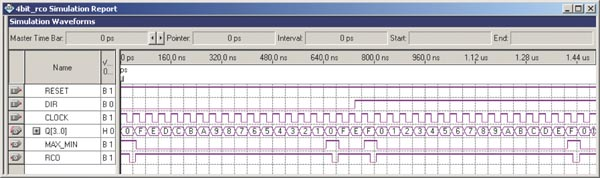 4bit_rco Simulation Report
Simulation Waveforms
Master Time Bar: 0 ps Pointer: 0 ps Interval: 0 ps Start: End:
Name
0 ps 160.0 ns 320.0 ns 480.0 ns 640.0 ns 800.0 ns 960.0 ns 1.12 us 1.28 us 1.44 us
0 ps
RESET B 1
DIR B 0
CLOCK B 1
Q[3..0] H 0 0 F E D C B A 9 8 7 6 5 4 3 2 1 0 F E F 0 1 2 3 4 5 6 7 8 9 A B C D E F 0
MAX_MIN B 1
RCO B 1